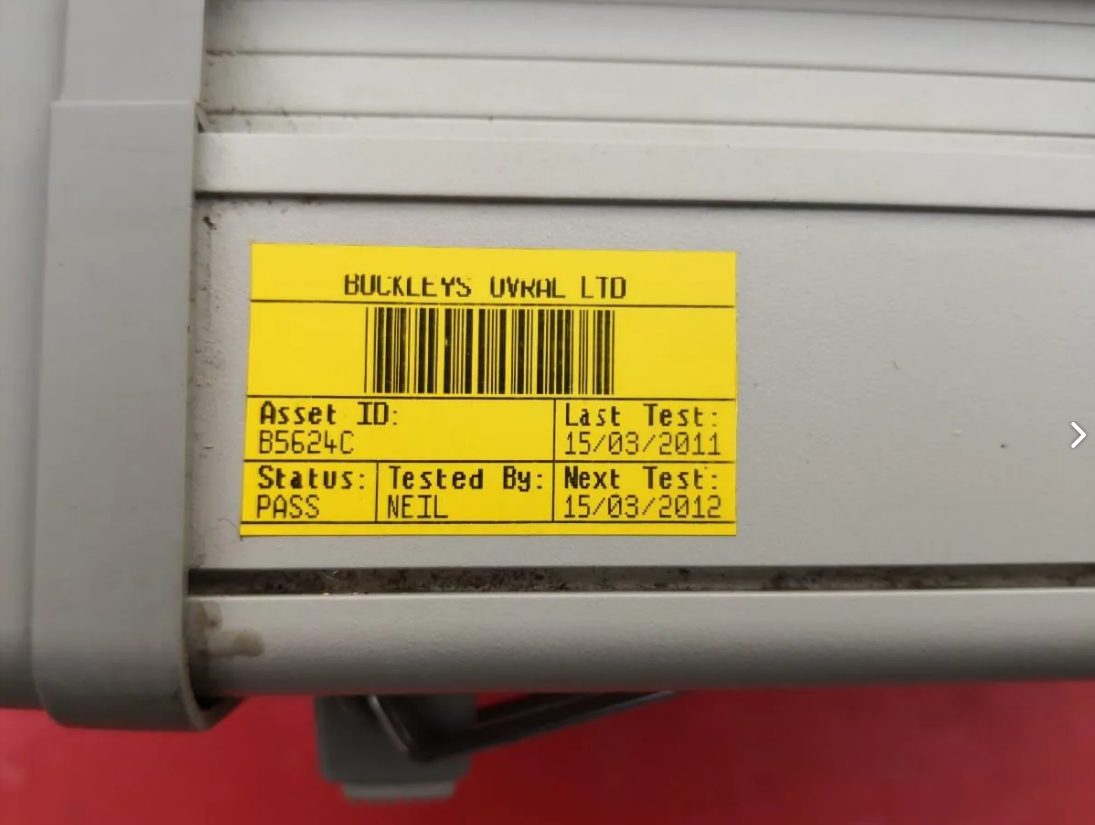 BUCKLEYS UVRAL LTD
Asset ID:
B5624C
Last Test:
15/03/2011
Status:
PASS
Tested By:
NEIL
Next Test:
15/03/2012